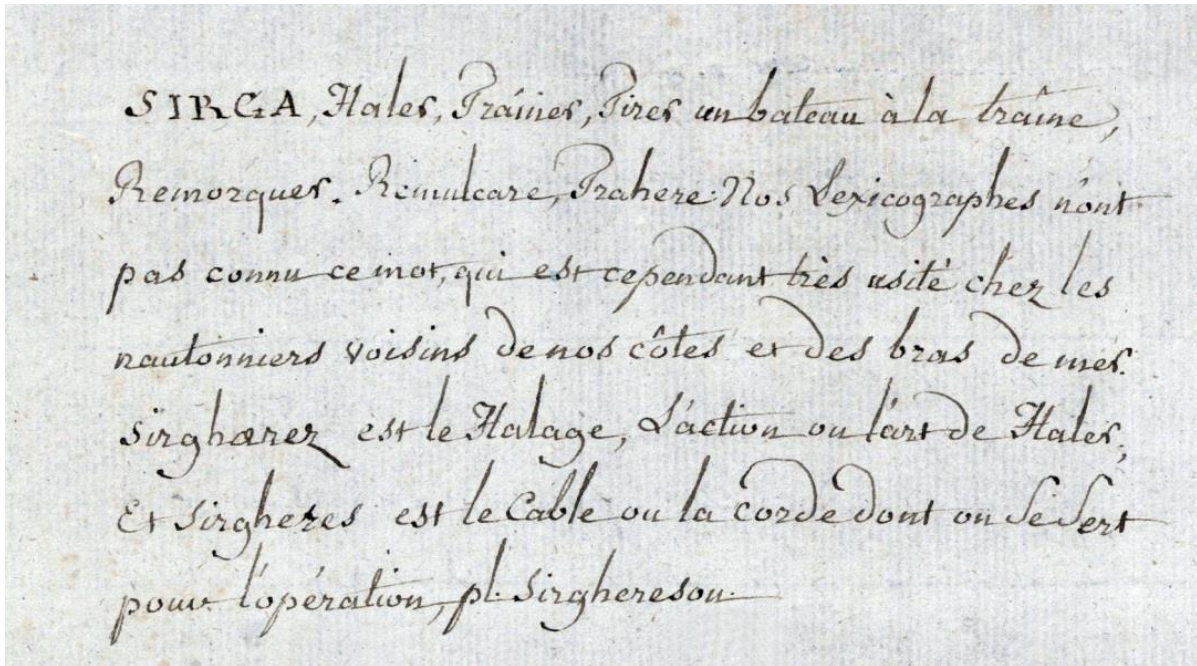 SIRGA, Haler, Traîner, Tirer un bateau à la traîne,
Remorquer. Remulcare, Trahere. Nos Lexicographes n'ont
pas connu ce mot, qui est cependant très usité chez les
nautonniers voisins de nos côtes et des bras de mer.
Sirghærez est le Halage, L'action ou l'art de Haler,
Et Sirgheres est le Cable ou la corde dont on Se Sert
pour l'opération, pl. Sirghereson.